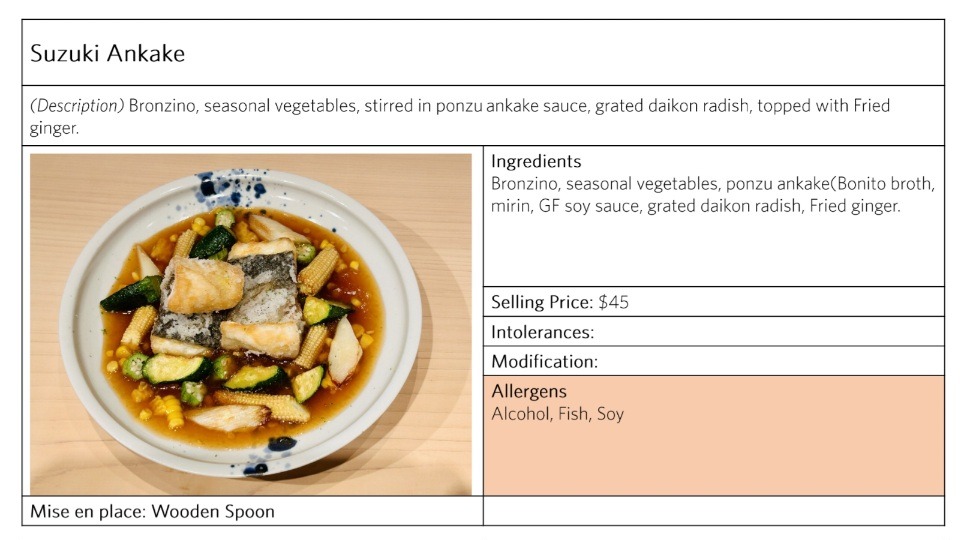 Suzuki Ankake
(Description) Bronzino, seasonal vegetables, stirred in ponzu ankake sauce, grated daikon radish, topped with Fried
ginger.
Ingredients
Bronzino, seasonal vegetables, ponzu ankake(Bonito broth,
mirin, GF soy sauce, grated daikon radish, Fried ginger.
Selling Price: $45
Intolerances:
Modification:
Allergens
Alcohol, Fish, Soy
Mise en place: Wooden Spoon